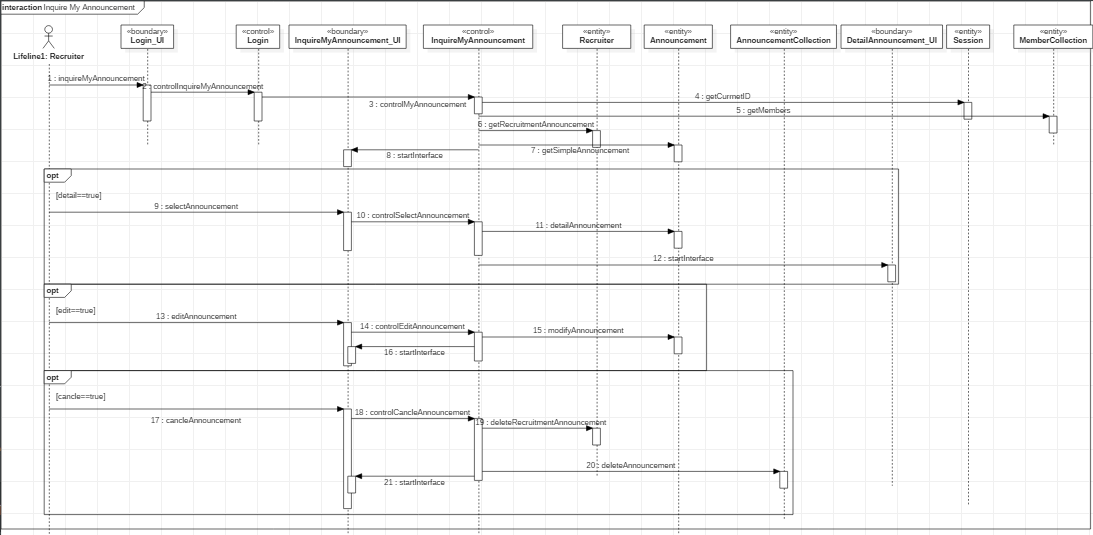 interaction Inquire My Announcement
«boundary»
Login_UI
«control»
Login
«boundary»
InquireMyAnnouncement_UI
«control»
InquireMyAnnouncement
«entity»
Recruiter
«entity»
Announcement
«entity»
AnnouncementCollection
«boundary»
DetailAnnouncement_UI
«entity»
Session
«entity»
MemberCollection
Lifeline1: Recruiter
1 : inquireMyAnnouncement
2 : controlInquireMyAnnouncement
3 : controlMyAnnouncement
4 : getCurrnetID
5 : getMembers
6 : getRecruitmentAnnouncement
7 : getSimpleAnnouncement
8 : startInterface
opt
[detail==true]
9 : selectAnnouncement
10 : controlSelectAnnouncement
11 : detailAnnouncement
12 : startInterface
opt
[edit==true]
13 : editAnnouncement
14 : controlEditAnnouncement
15 : modifyAnnouncement
16 : startInterface
opt
[cancle==true]
17 : cancleAnnouncement
18 : controlCancleAnnouncement
19 : deleteRecruitmentAnnouncement
20 : deleteAnnouncement
21 : startInterface